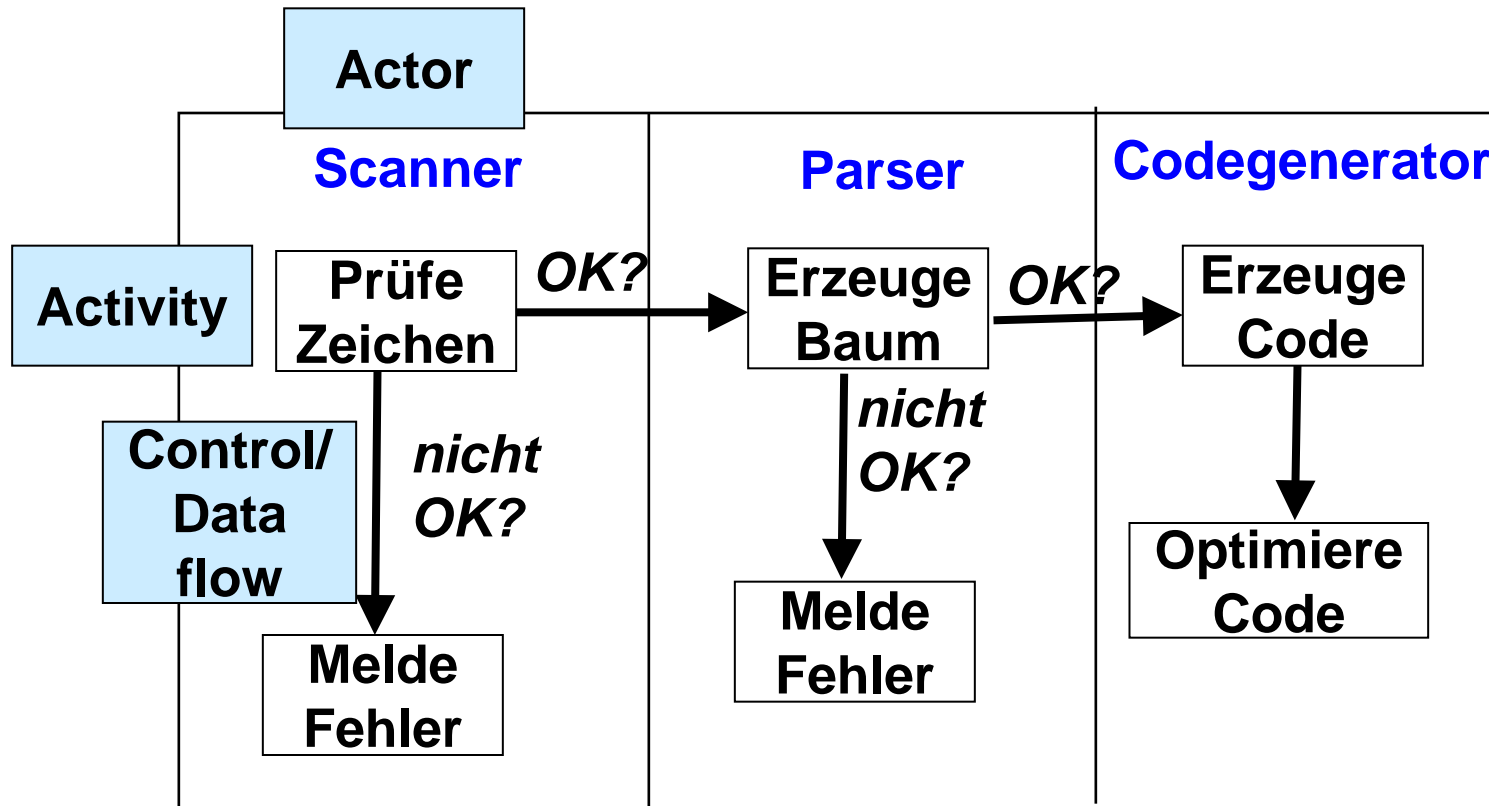 Actor
Scanner
Parser
Codegenerator
Activity
Prüfe
Zeichen
OK?
Erzeuge
Baum
OK?
Erzeuge
Code
Control/
Data
flow
nicht
OK?
nicht
OK?
Optimiere
Code
Melde
Fehler
Melde
Fehler